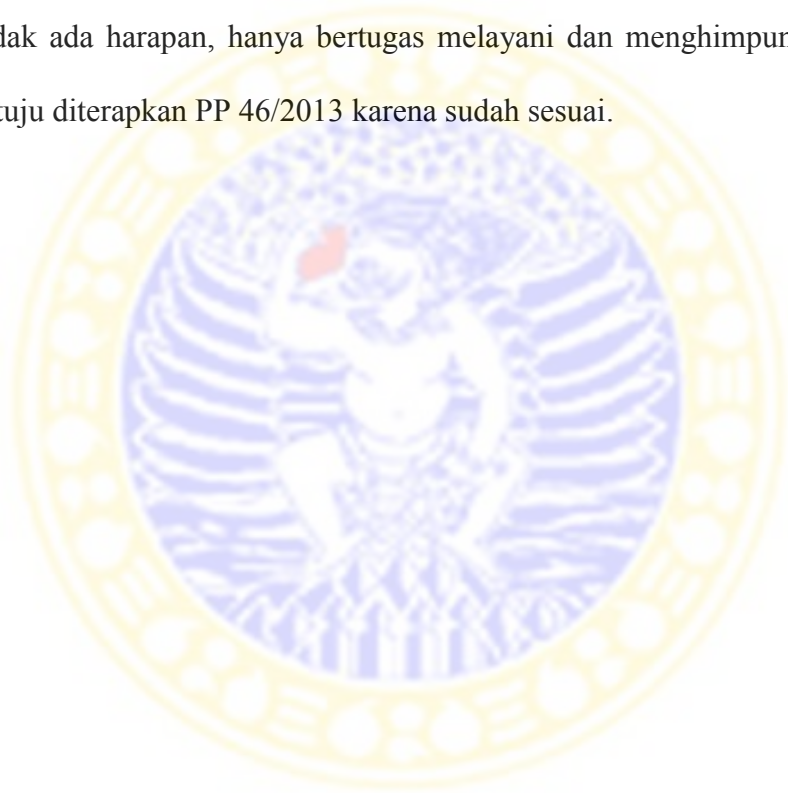 dak ada harapan, hanya bertugas melayani dan menghimpun
tuju diterapkan PP 46/2013 karena sudah sesuai.